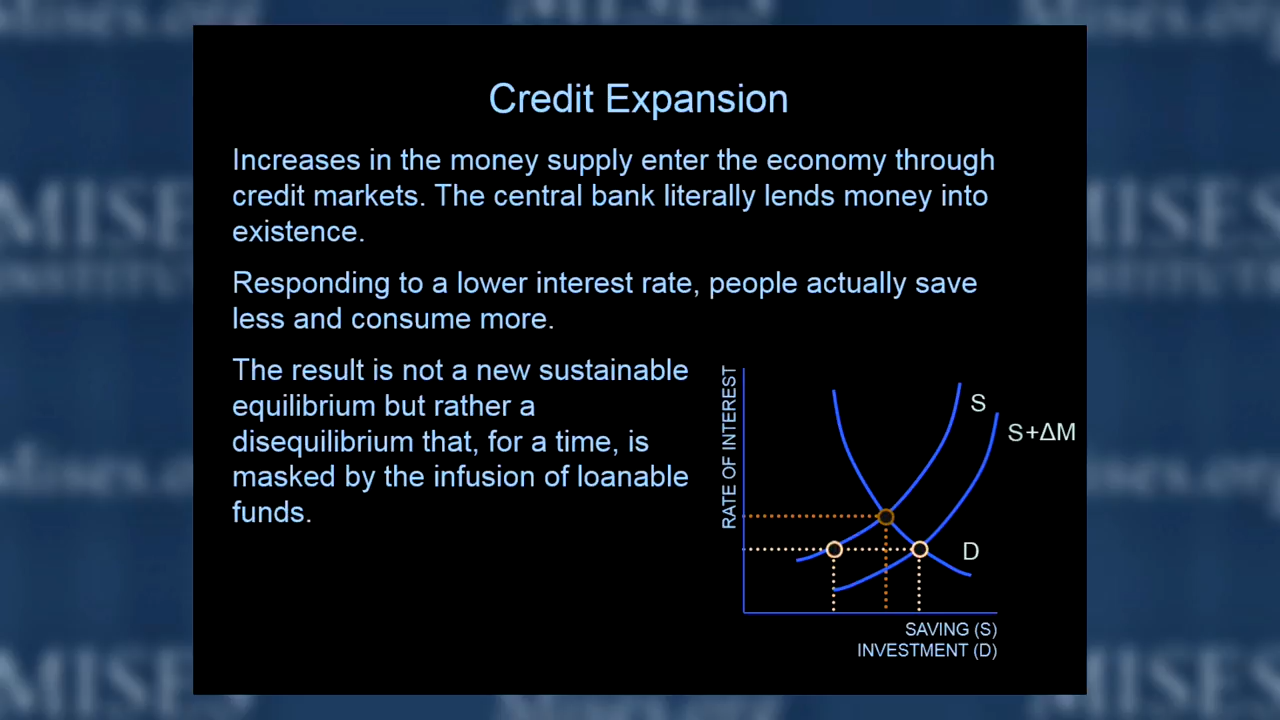 Credit Expansion
Increases in the money supply enter the economy through
credit markets. The central bank literally lends money into
existence.
Responding to a lower interest rate, people actually save
less and consume more.
The result is not a new sustainable
equilibrium but rather a
disequilibrium that, for a time, is
masked by the infusion of loanable
funds.
RATE OF INTEREST
S
S+ΔM
D
SAVING (S)
INVESTMENT (D)